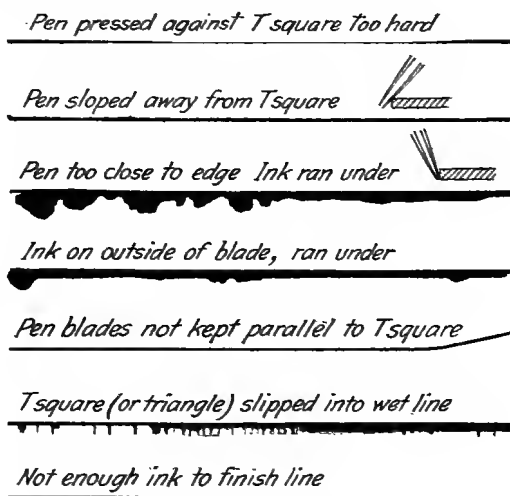 Pen pressed against T square too hard
Pen sloped away from Tsquare
Pen too close to edge Ink ran under
Ink on outside of blade, ran under
Pen blades not kept parallel to Tsquare
Tsquare (or triangle) slipped into wet line
Not enough ink to finish line